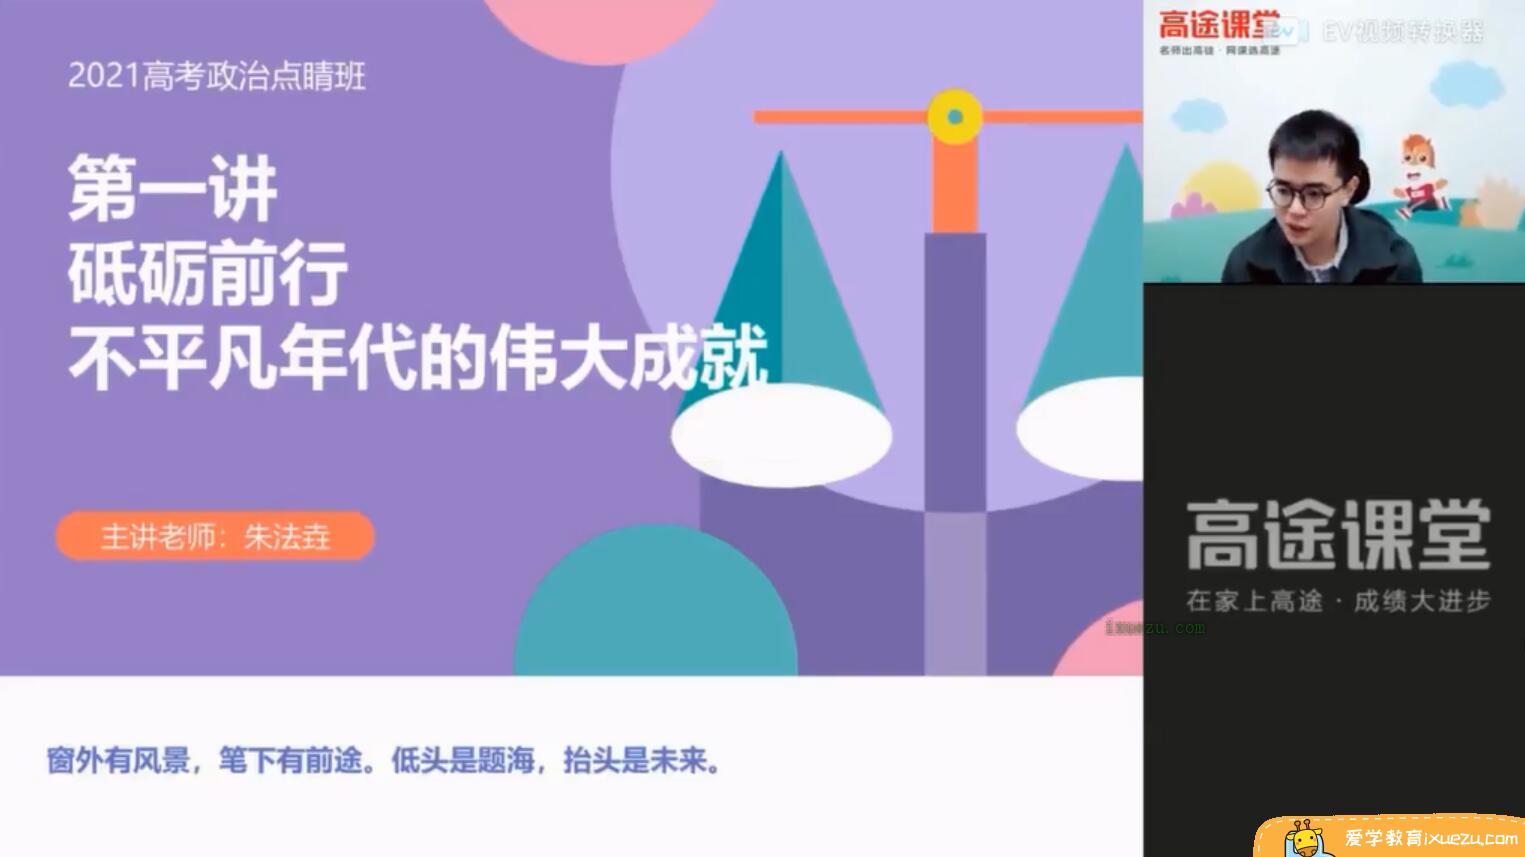 2021高考政治点睛班
第一讲
砥砺前行
不平凡年代的伟大成就
主讲老师：朱法垚
窗外有风景，笔下有前途。低头是题海，抬头是未来。
高途课堂
名师出高徒·网课选高途
EV视频转换器
高途课堂
在家上高途·成绩大进步
ixuezu.com
爱学教育ixuezu.com